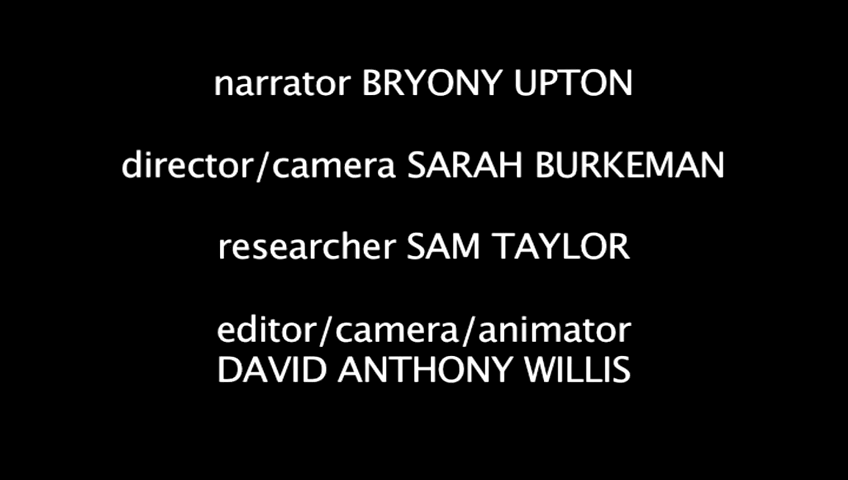 narrator BRYONY UPTON
director/camera SARAH BURKEMAN
researcher SAM TAYLOR
editor/camera/animator
DAVID ANTHONY WILLIS